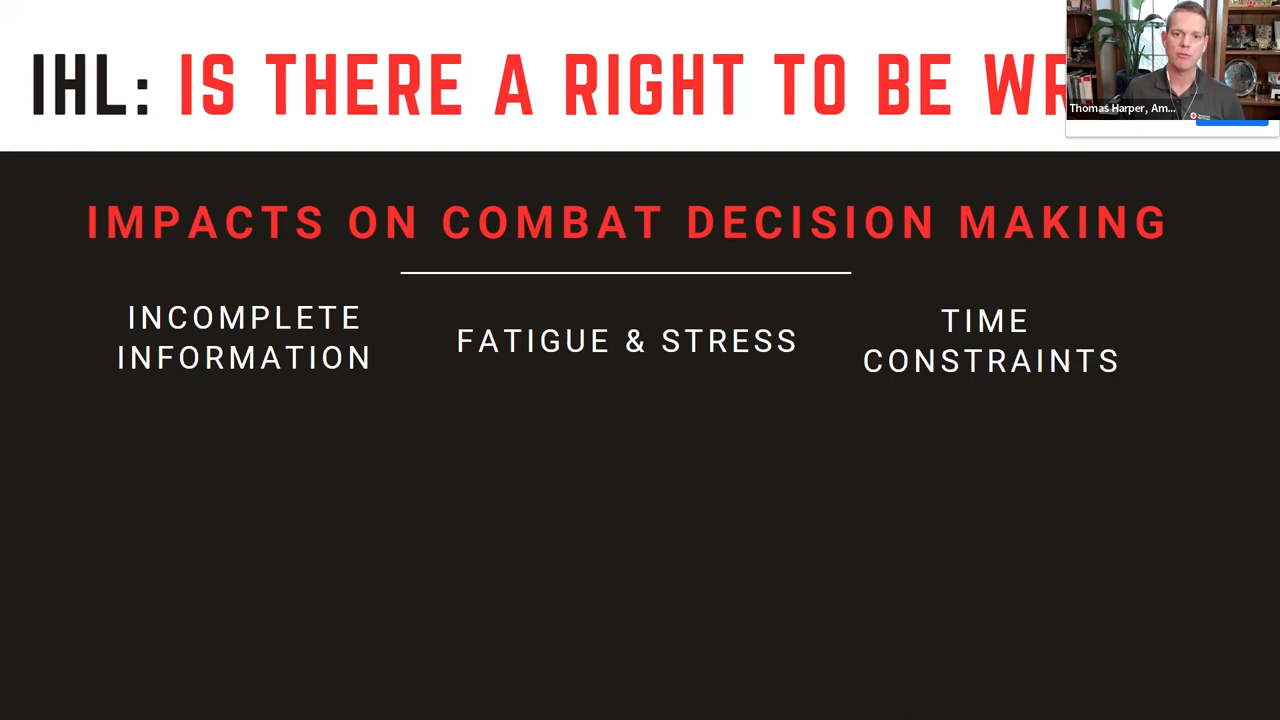 IHL: IS THERE A RIGHT TO BE WR
Thomas Harper, Am...
IMPACTS ON COMBAT DECISION MAKING
INCOMPLETE
INFORMATION
FATIGUE & STRESS
TIME
CONSTRAINTS